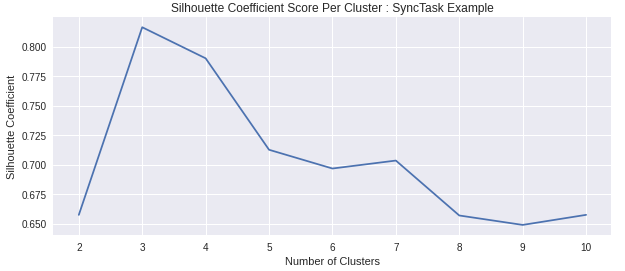 Silhouette Coefficient Score Per Cluster : SyncTask Example
Silhouette Coefficient
0.800
0.775
0.750
0.725
0.700
0.675
0.650
2 3 4 5 6 7 8 9 10
Number of Clusters